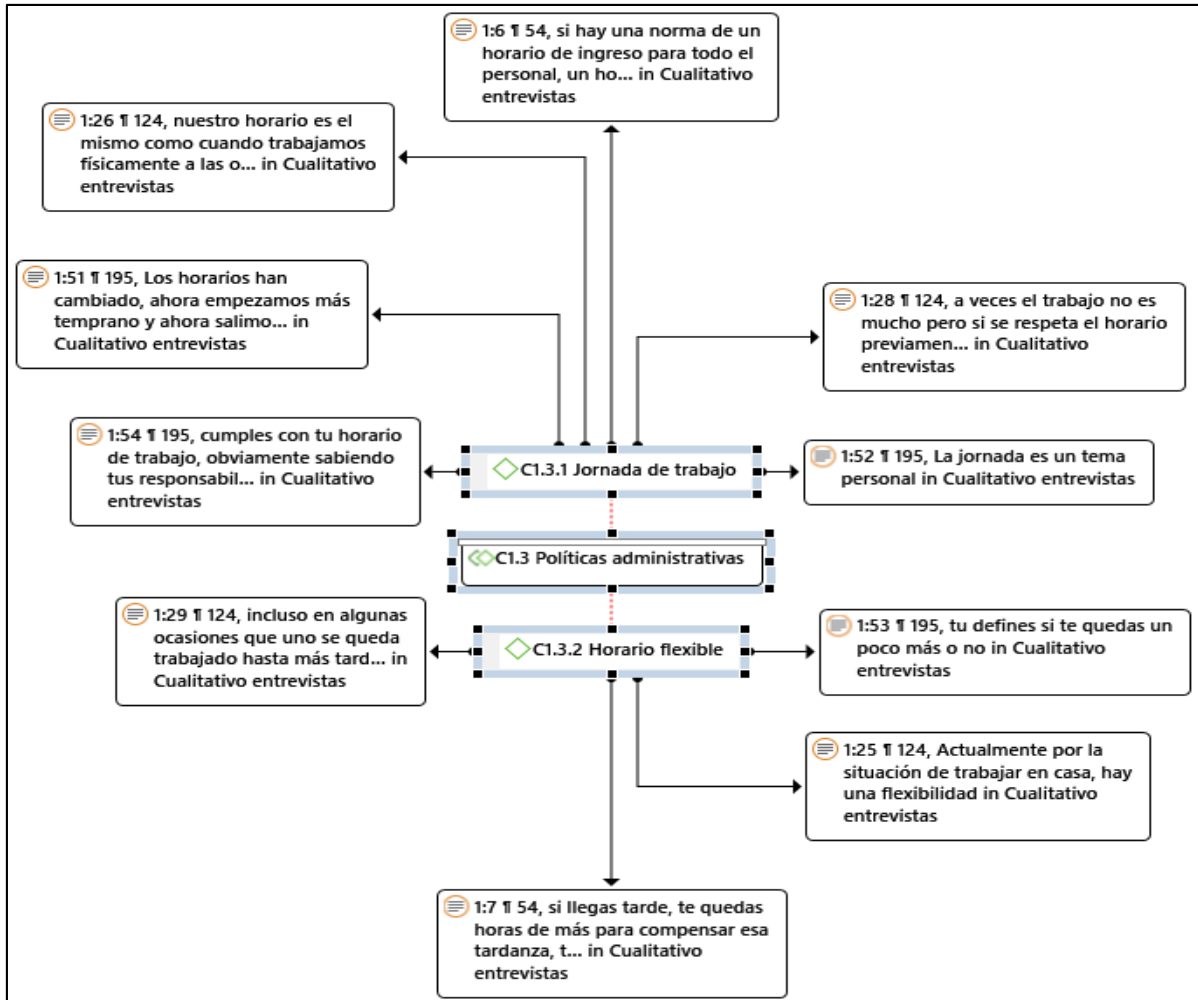 1:6 ¶ 54, si hay una norma de un
horario de ingreso para todo el
personal, un ho... in Cualitativo
entrevistas
1:26 ¶ 124, nuestro horario es el
mismo como cuando trabajamos
físicamente a las o... in Cualitativo
entrevistas
1:51 ¶ 195, Los horarios han
cambiado, ahora empezamos más
temprano y ahora salimo... in
Cualitativo entrevistas
1:28 ¶ 124, a veces el trabajo no es
mucho pero si se respeta el horario
previamen... in Cualitativo
entrevistas
1:54 ¶ 195, cumples con tu horario
de trabajo, obviamente sabiendo
tus responsabil... in Cualitativo
entrevistas
C1.3.1 Jornada de trabajo
1:52 ¶ 195, La jornada es un tema
personal in Cualitativo entrevistas
C1.3 Políticas administrativas
1:29 ¶ 124, incluso en algunas
ocasiones que uno se queda
trabajado hasta más tard... in
Cualitativo entrevistas
C1.3.2 Horario flexible
1:53 ¶ 195, tu defines si te quedas un
poco más o no in Cualitativo
entrevistas
1:25 ¶ 124, Actualmente por la
situación de trabajar en casa, hay
una flexibilidad in Cualitativo
entrevistas
1:7 ¶ 54, si llegas tarde, te quedas
horas de más para compensar esa
tardanza, t... in Cualitativo
entrevistas